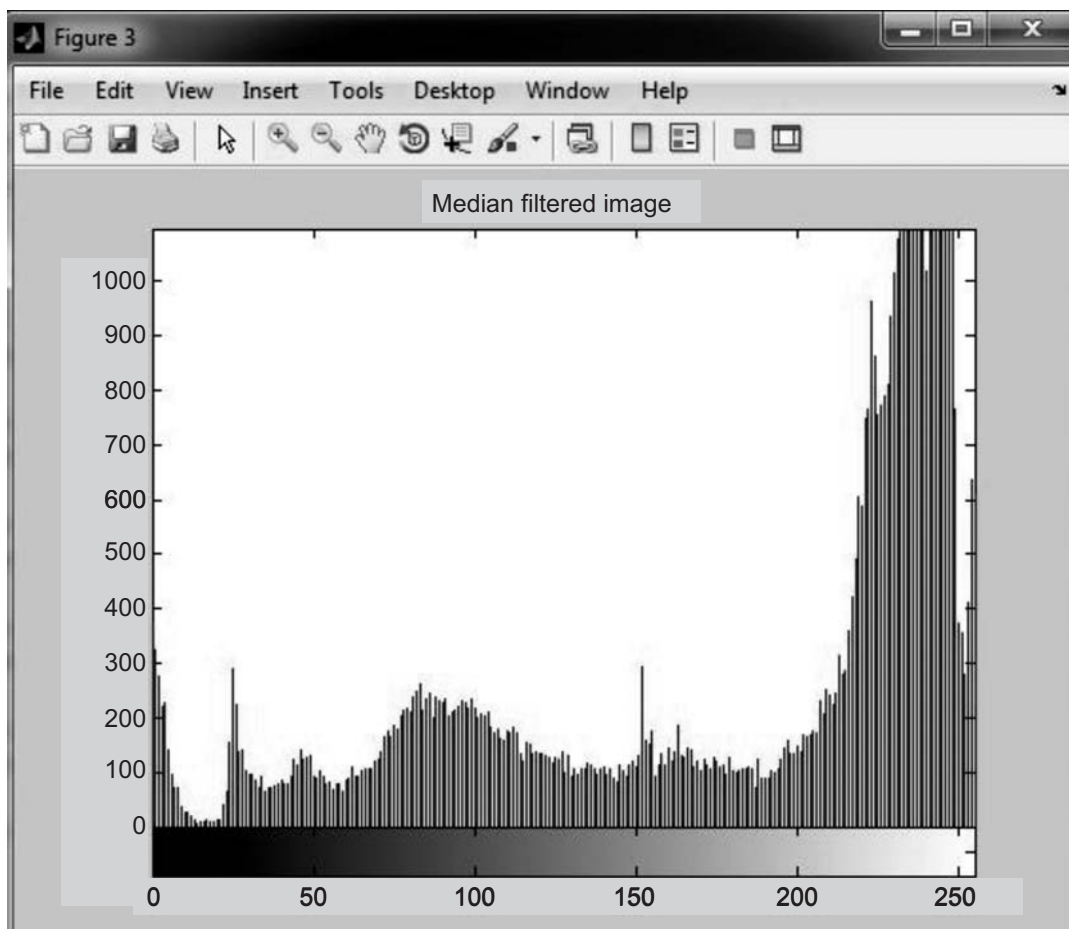 Figure 3
File Edit View Insert Tools Desktop Window Help
Median filtered image
1000
900
800
700
600
500
400
300
200
100
0
0 50 100 150 200 250